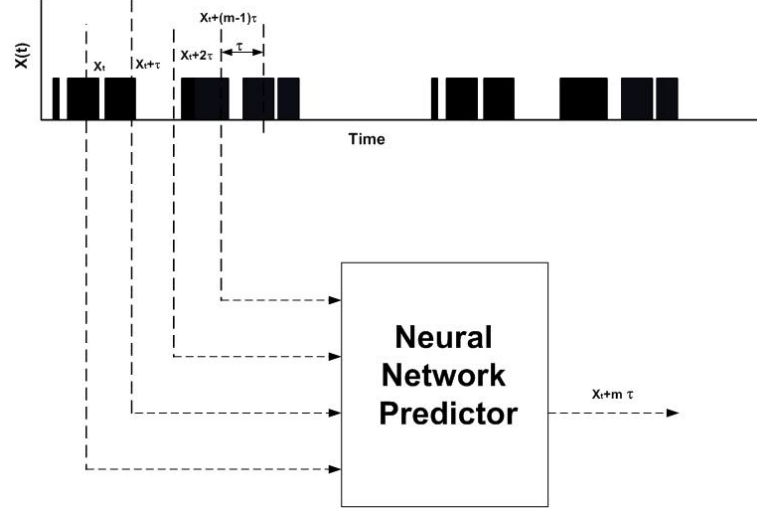 Xt+(m-1)τ
X(t)
Xt
Xt+τ
Xt+2τ
τ
Time
Neural
Network
Predictor
Xt+m τ